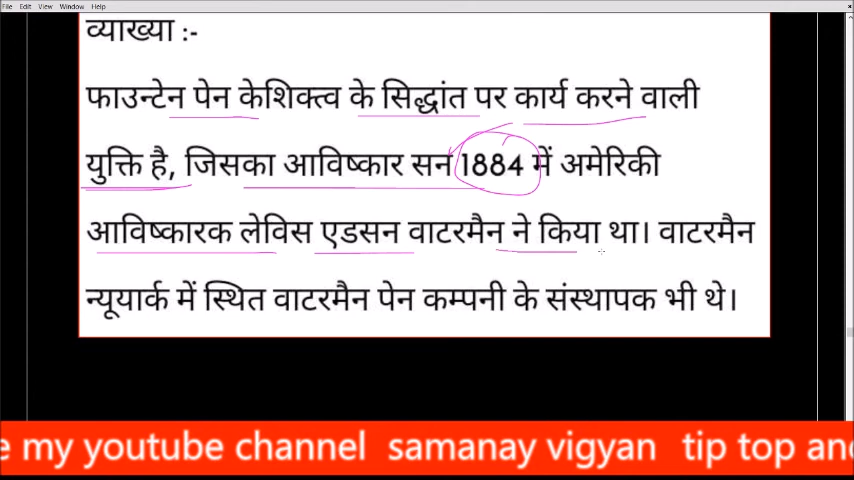 File Edit View Window Help
व्याख्या :-
फाउन्टेन पेन केशिक्त्व के सिद्धांत पर कार्य करने वाली
युक्ति है, जिसका आविष्कार सन 1884 में अमेरिकी
आविष्कारक लेविस एडसन वाटरमैन ने किया था। वाटरमैन
न्यूयार्क में स्थित वाटरमैन पेन कम्पनी के संस्थापक भी थे।
e my youtube channel samanay vigyan tip top and